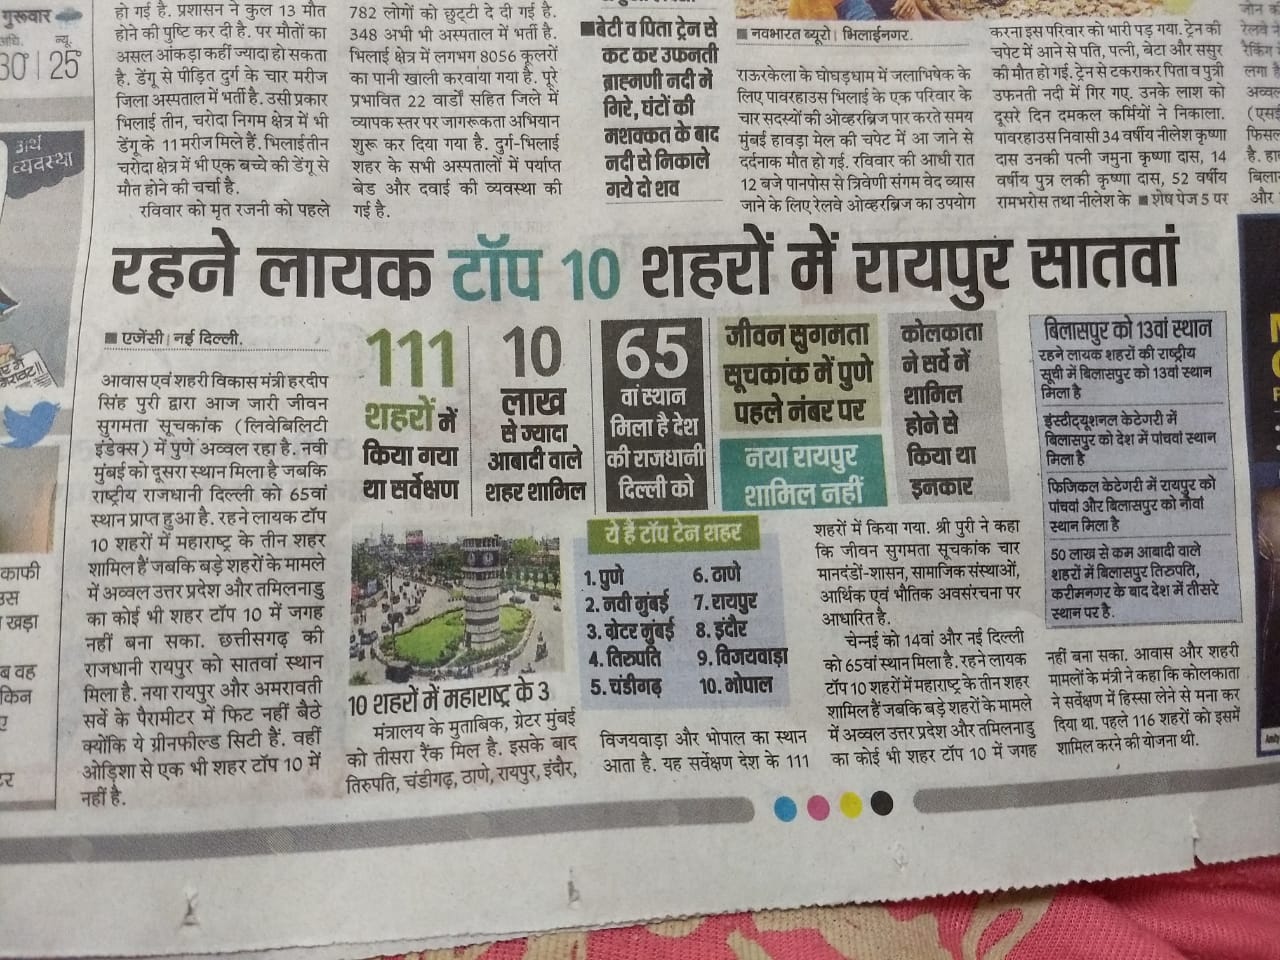 गुरूवार
न्यू.
30
25°
हो गई है. प्रशासन ने कुल 13 मौत
होने की पुष्टि कर दी है. पर मौतों का
असल आंकड़ा कहीं ज्यादा हो सकता
है. डेंगू से पीड़ित दुर्ग के चार मरीज
जिला अस्पताल में भर्ती है. उसी प्रकार
भिलाई तीन, चरोदा निगम क्षेत्र में भी
डेंगू के 11 मरीज मिले हैं. भिलाई तीन
चरोदा क्षेत्र में भी एक बच्चे की डेंगू से
मौत होने की चर्चा है.
रविवार को मृत रजनी को पहले
782 लोगों को छुट्टी दे दी गई है.
348 अभी भी अस्पताल में भर्ती है.
भिलाई क्षेत्र में लगभग 8056 कूलरों
का पानी खाली करवाया गया है. पूरे
प्रभावित 22 वार्डों सहित जिले में
व्यापक स्तर पर जागरूकता अभियान
शुरू कर दिया गया है. दुर्ग-भिलाई
शहर के सभी अस्पतालों में पर्याप्त
बेड और दवाई की व्यवस्था की
गई है.
■बेटी व पिता ट्रेन से
कट कर उफनती
ब्राह्मणी नदी में
गिरे, घंटों की
मशक्कत के बाद
नदी से निकाले
गये दो शव
■ नवभारत ब्यूरो | भिलाईनगर.
राऊरकेला के घोघड़धाम में जलाभिषेक के
लिए पावरहाउस भिलाई के एक परिवार के
चार सदस्यों की ओव्हरब्रिज पार करते समय
मुंबई हावड़ा मेल की चपेट में आ जाने से
दर्दनाक मौत हो गई. रविवार की आधी रात
12 बजे पानपोस से त्रिवेणी संगम वेद व्यास
जाने के लिए रेलवे ओव्हरब्रिज का उपयोग
करना इस परिवार को भारी पड़ गया. ट्रेन की
चपेट में आने से पति, पत्नी, बेटा और ससुर
की मौत हो गई. ट्रेन से टकराकर पिता व पुत्री
उफनती नदी में गिर गए. उनके लाश को
दूसरे दिन दमकल कर्मियों ने निकाला.
पावरहाउस निवासी 34 वर्षीय नीलेश कृष्णा
दास उनकी पत्नी जमुना कृष्णा दास, 14
वर्षीय पुत्र लकी कृष्णा दास, 52 वर्षीय
रामभरोस तथा नीलेश के ■ शेष पेज 5 पर
अर्थ
व्यवस्था
रहने लायक टॉप 10 शहरों में रायपुर सातवां
■ एजेंसी | नई दिल्ली.
आवास एवं शहरी विकास मंत्री हरदीप
सिंह पुरी द्वारा आज जारी जीवन
सुगमता सूचकांक (लिवेबिलिटी
इंडेक्स) में पुणे अव्वल रहा है. नवी
मुंबई को दूसरा स्थान मिला है जबकि
राष्ट्रीय राजधानी दिल्ली को 65वां
स्थान प्राप्त हुआ है. रहने लायक टॉप
10 शहरों में महाराष्ट्र के तीन शहर
शामिल हैं जबकि बड़े शहरों के मामले
में अव्वल उत्तर प्रदेश और तमिलनाडु
का कोई भी शहर टॉप 10 में जगह
नहीं बना सका. छत्तीसगढ़ की
राजधानी रायपुर को सातवां स्थान
मिला है. नया रायपुर और अमरावती
सर्वे के पैरामीटर में फिट नहीं बैठे
क्योंकि ये ग्रीनफील्ड सिटी हैं. वहीं
ओड़िशा से एक भी शहर टॉप 10 में
नहीं है.
111
शहरों में
किया गया
था सर्वेक्षण
10
लाख
से ज्यादा
आबादी वाले
शहर शामिल
65
वां स्थान
मिला है देश
की राजधानी
दिल्ली को
जीवन सुगमता
सूचकांक में पुणे
पहले नंबर पर
नया रायपुर
शामिल नहीं
कोलकाता
ने सर्वे में
शामिल
होने से
किया था
इनकार
बिलासपुर को 13वां स्थान
रहने लायक शहरों की राष्ट्रीय
सूची में बिलासपुर को 13वां स्थान
मिला है
इंस्टीट्यूशनल केटेगरी में
बिलासपुर को देश में पांचवां स्थान
मिला है
फिजिकल केटेगरी में रायपुर को
पांचवां और बिलासपुर को नौवां
स्थान मिला है
50 लाख से कम आबादी वाले
शहरों में बिलासपुर तिरुपति,
करीमनगर के बाद देश में तीसरे
स्थान पर है.
10 शहरों में महाराष्ट्र के 3
मंत्रालय के मुताबिक, ग्रेटर मुंबई
को तीसरा रैंक मिल है. इसके बाद
तिरुपति, चंडीगढ़, ठाणे, रायपुर, इंदौर,
ये है टॉप टेन शहर
1. पुणे
2. नवी मुंबई
3. ग्रेटर मुंबई
4. तिरुपति
5. चंडीगढ़
6. ठाणे
7. रायपुर
8. इंदौर
9. विजयवाड़ा
10. भोपाल
विजयवाड़ा और भोपाल का स्थान
आता है. यह सर्वेक्षण देश के 111
शहरों में किया गया. श्री पुरी ने कहा
कि जीवन सुगमता सूचकांक चार
मानदंडों-शासन, सामाजिक संस्थाओं,
आर्थिक एवं भौतिक अवसंरचना पर
आधारित है.
चेन्नई को 14वां और नई दिल्ली
को 65वां स्थान मिला है. रहने लायक
टॉप 10 शहरों में महाराष्ट्र के तीन शहर
शामिल हैं जबकि बड़े शहरों के मामले
में अव्वल उत्तर प्रदेश और तमिलनाडु
का कोई भी शहर टॉप 10 में जगह
नहीं बना सका. आवास और शहरी
मामलों के मंत्री ने कहा कि कोलकाता
ने सर्वेक्षण में हिस्सा लेने से मना कर
दिया था. पहले 116 शहरों को इसमें
शामिल करने की योजना थी.